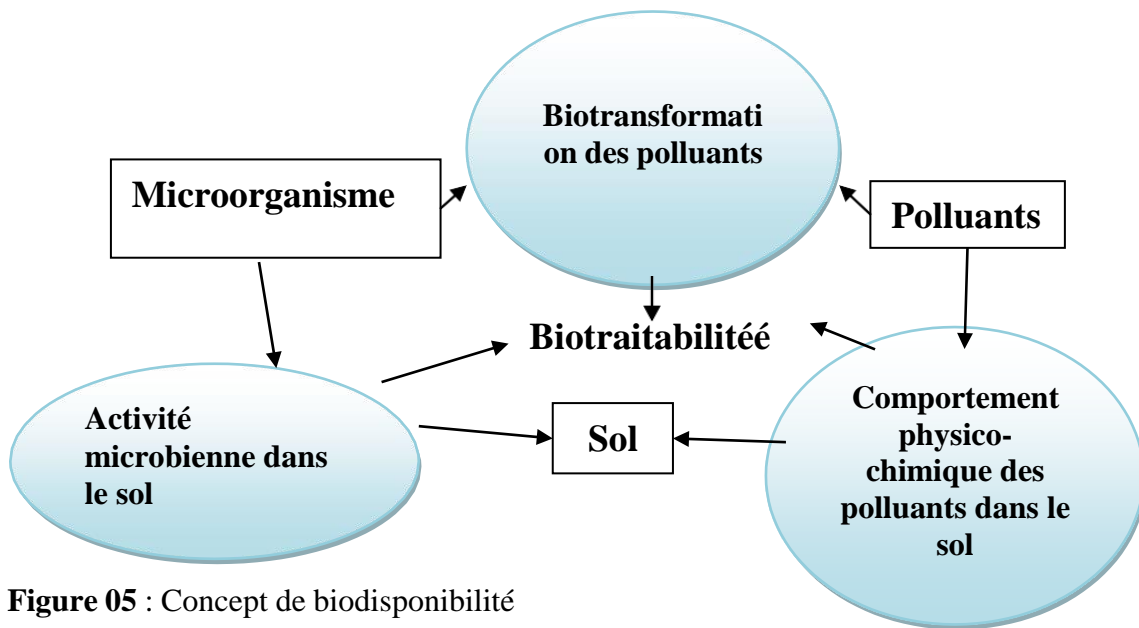 Biotransformati
on des polluants
Microorganisme
Polluants
Biotraitabilitéé
Activité
microbienne dans
le sol
Sol
Comportement
physico-
chimique des
polluants dans le
sol
Figure 05 : Concept de biodisponibilité